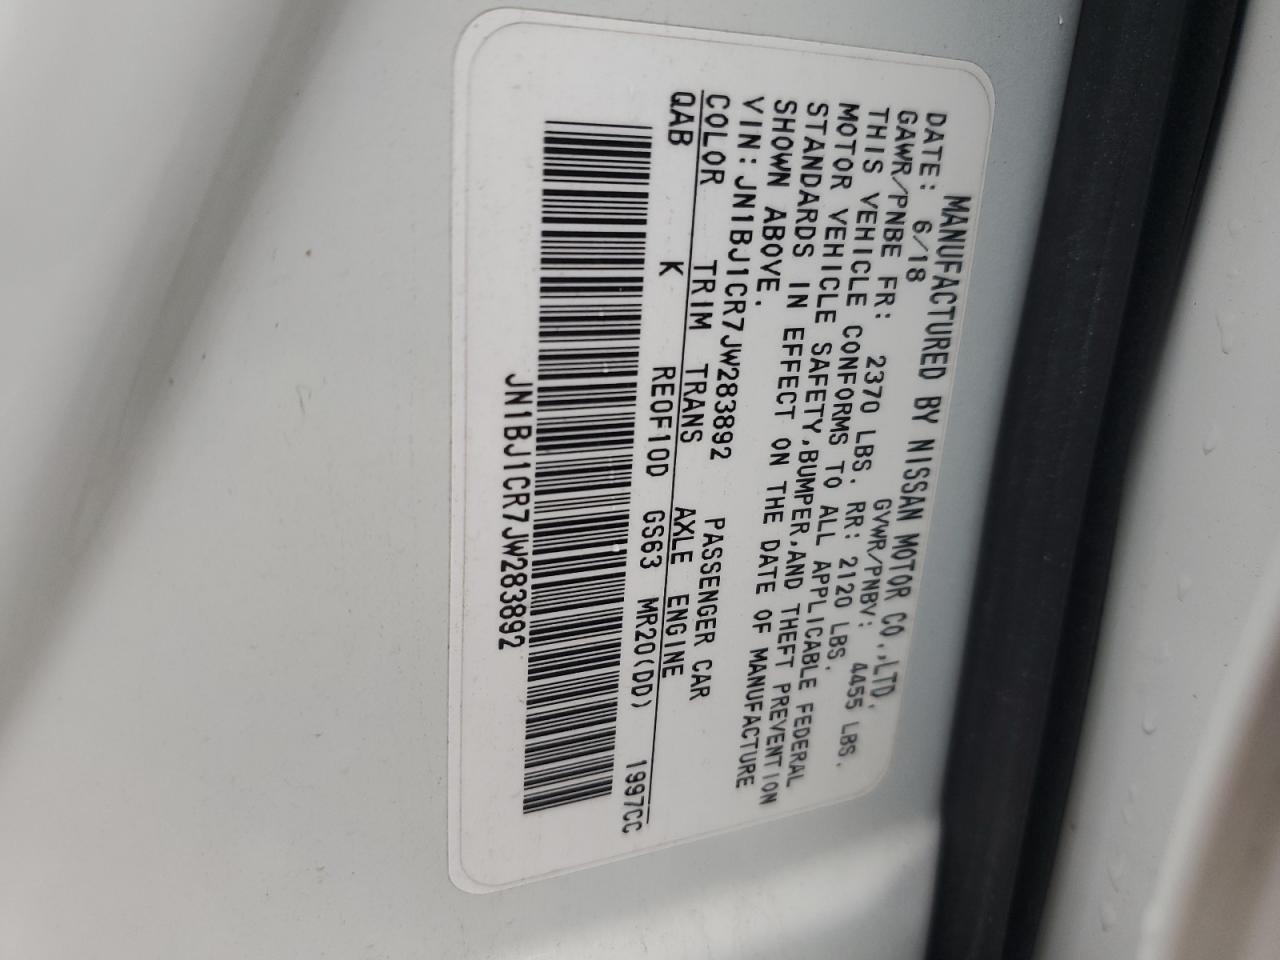 MANUFACTURED BY NISSAN MOTOR CO.,LTD.
DATE: 6/18 GVWR/PNBV: 4455 LBS.
GAWR/PNBE FR: 2370 LBS. RR: 2120 LBS.
THIS VEHICLE CONFORMS TO ALL APPLICABLE FEDERAL
MOTOR VEHICLE SAFETY,BUMPER,AND THEFT PREVENTION
STANDARDS IN EFFECT ON THE DATE OF MANUFACTURE
SHOWN ABOVE.
VIN:JN1BJ1CR7JW283892 PASSENGER CAR
COLOR TRIM TRANS AXLE ENGINE
QAB K RE0F10D GS63 MR20(DD) 1997CC
JN1BJ1CR7JW283892